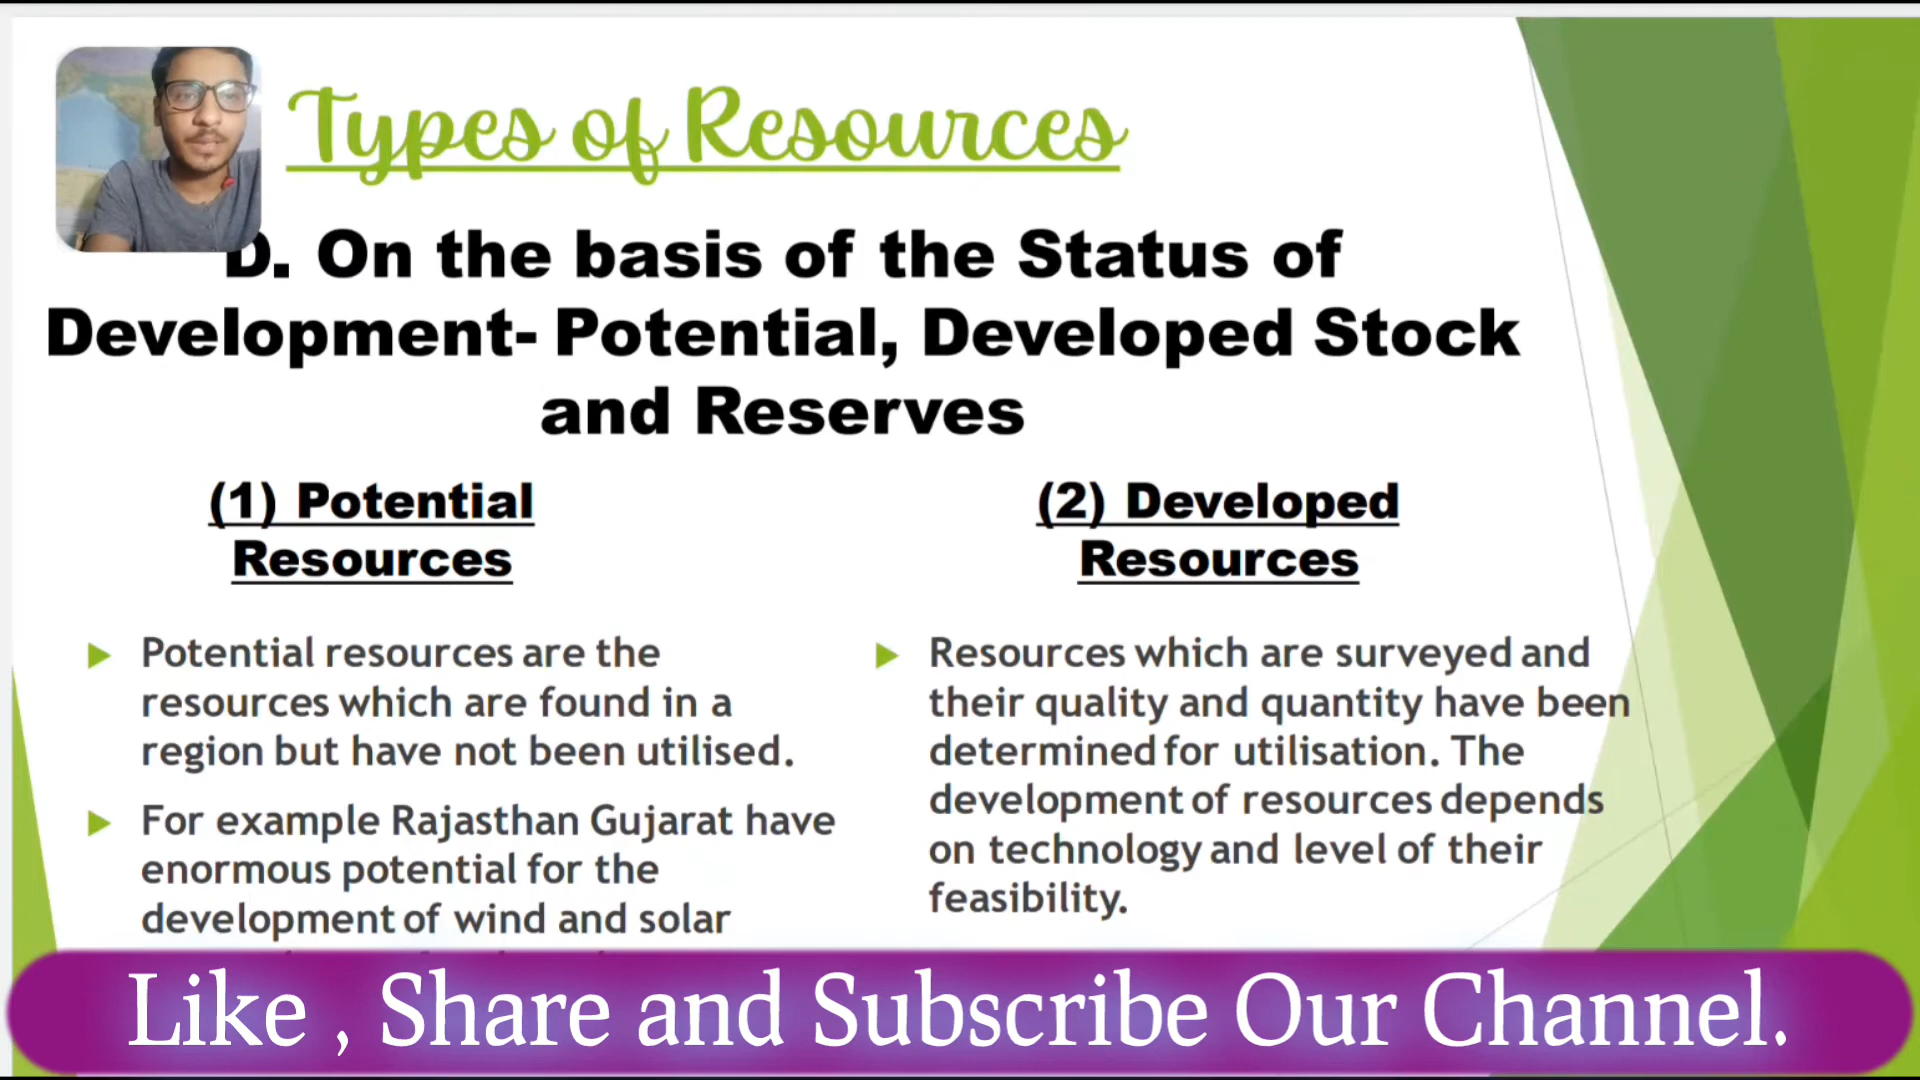 Types of Resources
D. On the basis of the Status of
Development- Potential, Developed Stock
and Reserves
(1) Potential
Resources
Potential resources are the
resources which are found in a
region but have not been utilised.
For example Rajasthan Gujarat have
enormous potential for the
development of wind and solar
(2) Developed
Resources
Resources which are surveyed and
their quality and quantity have been
determined for utilisation. The
development of resources depends
on technology and level of their
feasibility.
Like , Share and Subscribe Our Channel.